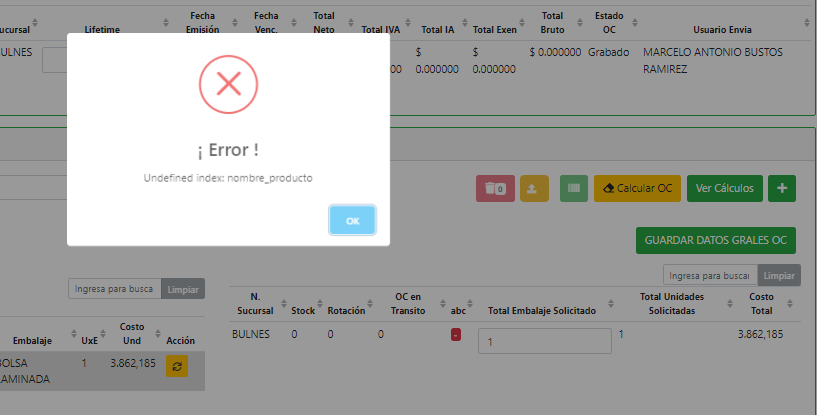 Fecha Fecha Total Total Estado
ucursal Lifetime Emisión Venc. Neto Total IVA Total IA Total Exen Bruto OC Usuario Envia
ULNES $ $ $ 0.000000 Grabado MARCELO ANTONIO BUSTOS
00 0.000000 0.000000 RAMIREZ
¡ Error !
Undefined index: nombre_producto
OK
0 Calcular OC Ver Cálculos +
GUARDAR DATOS GRALES OC
Ingresa para busca Limpiar
Ingresa para buscar Limpiar
Embalaje UxE Costo Und Acción
BOLSA 1 3.862,185
AMINADA
N. OC en Total Unidades Costo
Sucursal Stock Rotación Transito abc Total Embalaje Solicitado Solicitadas Total
BULNES 0 0 0 - 1 1 3.862,185